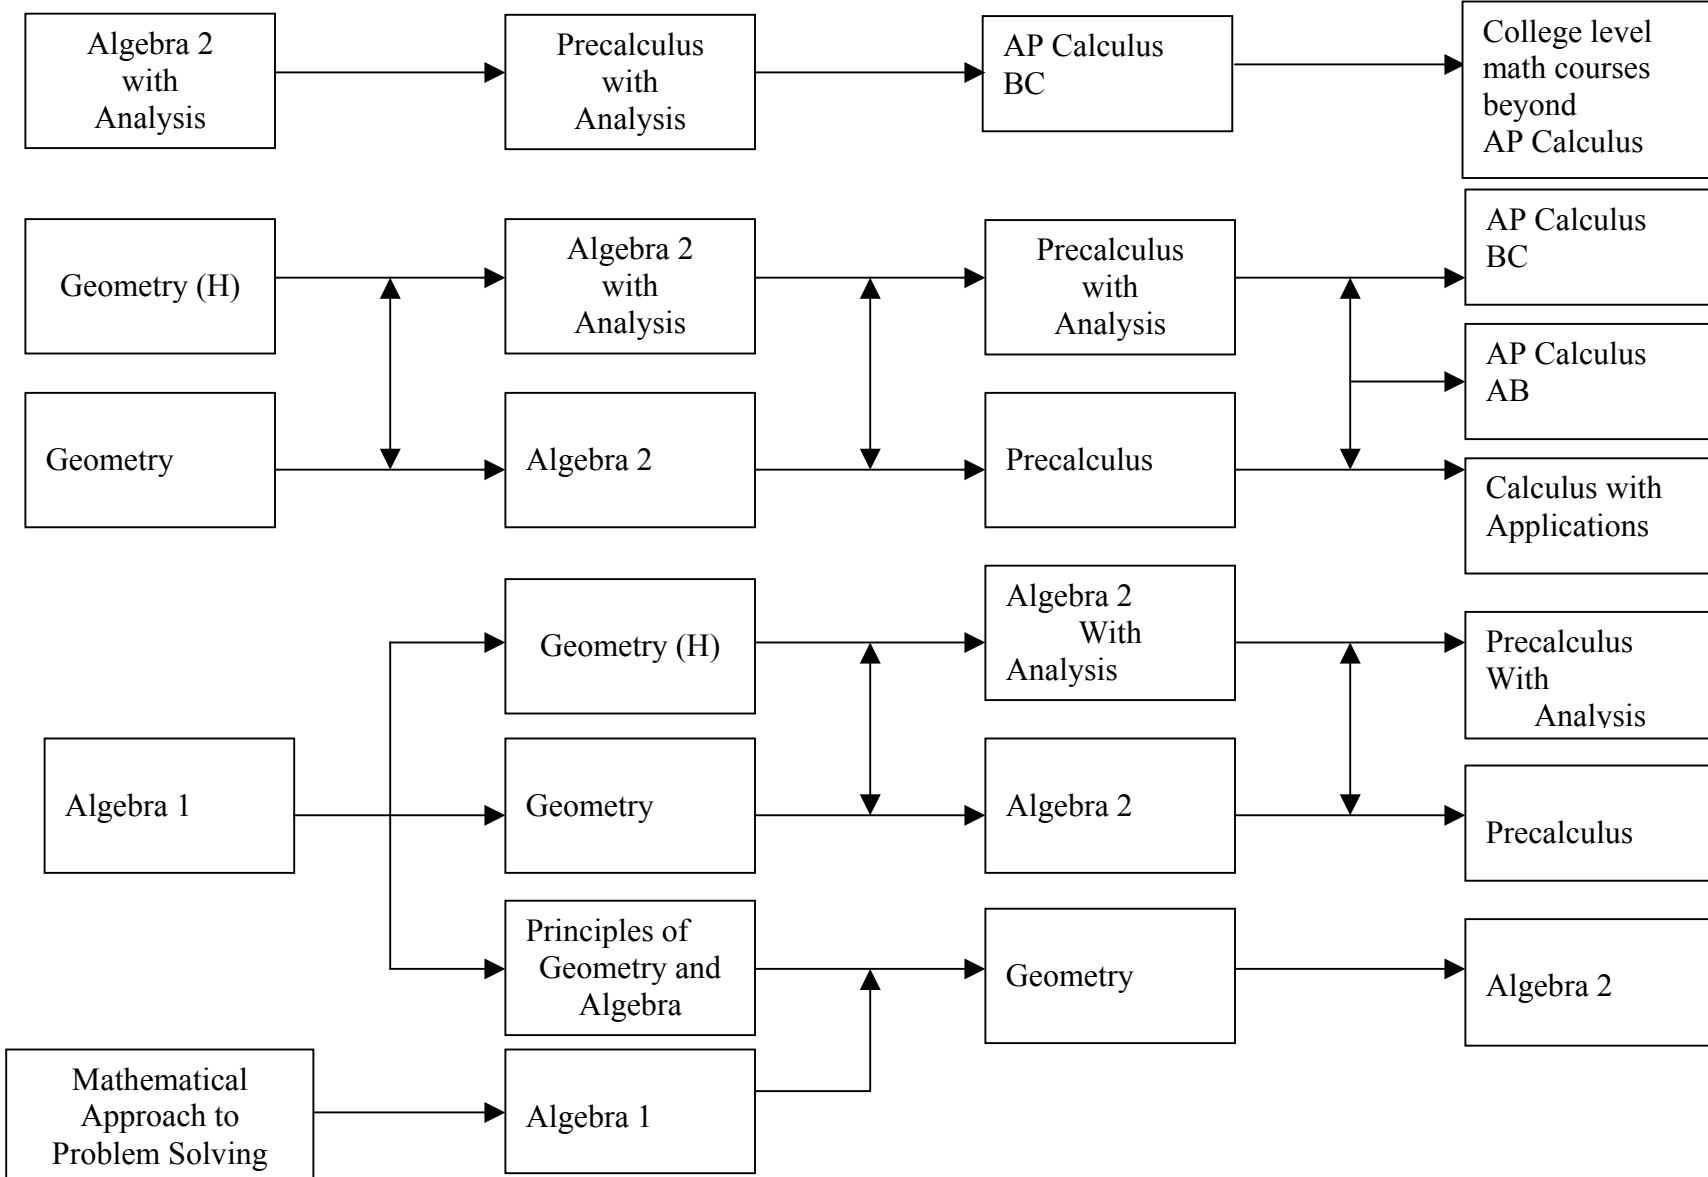 Algebra 2
with
Analysis
Precalculus
with
Analysis
AP Calculus
BC
College level
math courses
beyond
AP Calculus
Geometry (H)
Algebra 2
with
Analysis
Precalculus
with
Analysis
AP Calculus
BC
AP Calculus
AB
Geometry
Algebra 2
Precalculus
Calculus with
Applications
Geometry (H)
Algebra 2
With
Analysis
Precalculus
With
Analysis
Algebra 1
Geometry
Algebra 2
Precalculus
Principles of
Geometry and
Algebra
Geometry
Algebra 2
Mathematical
Approach to
Problem Solving
Algebra 1